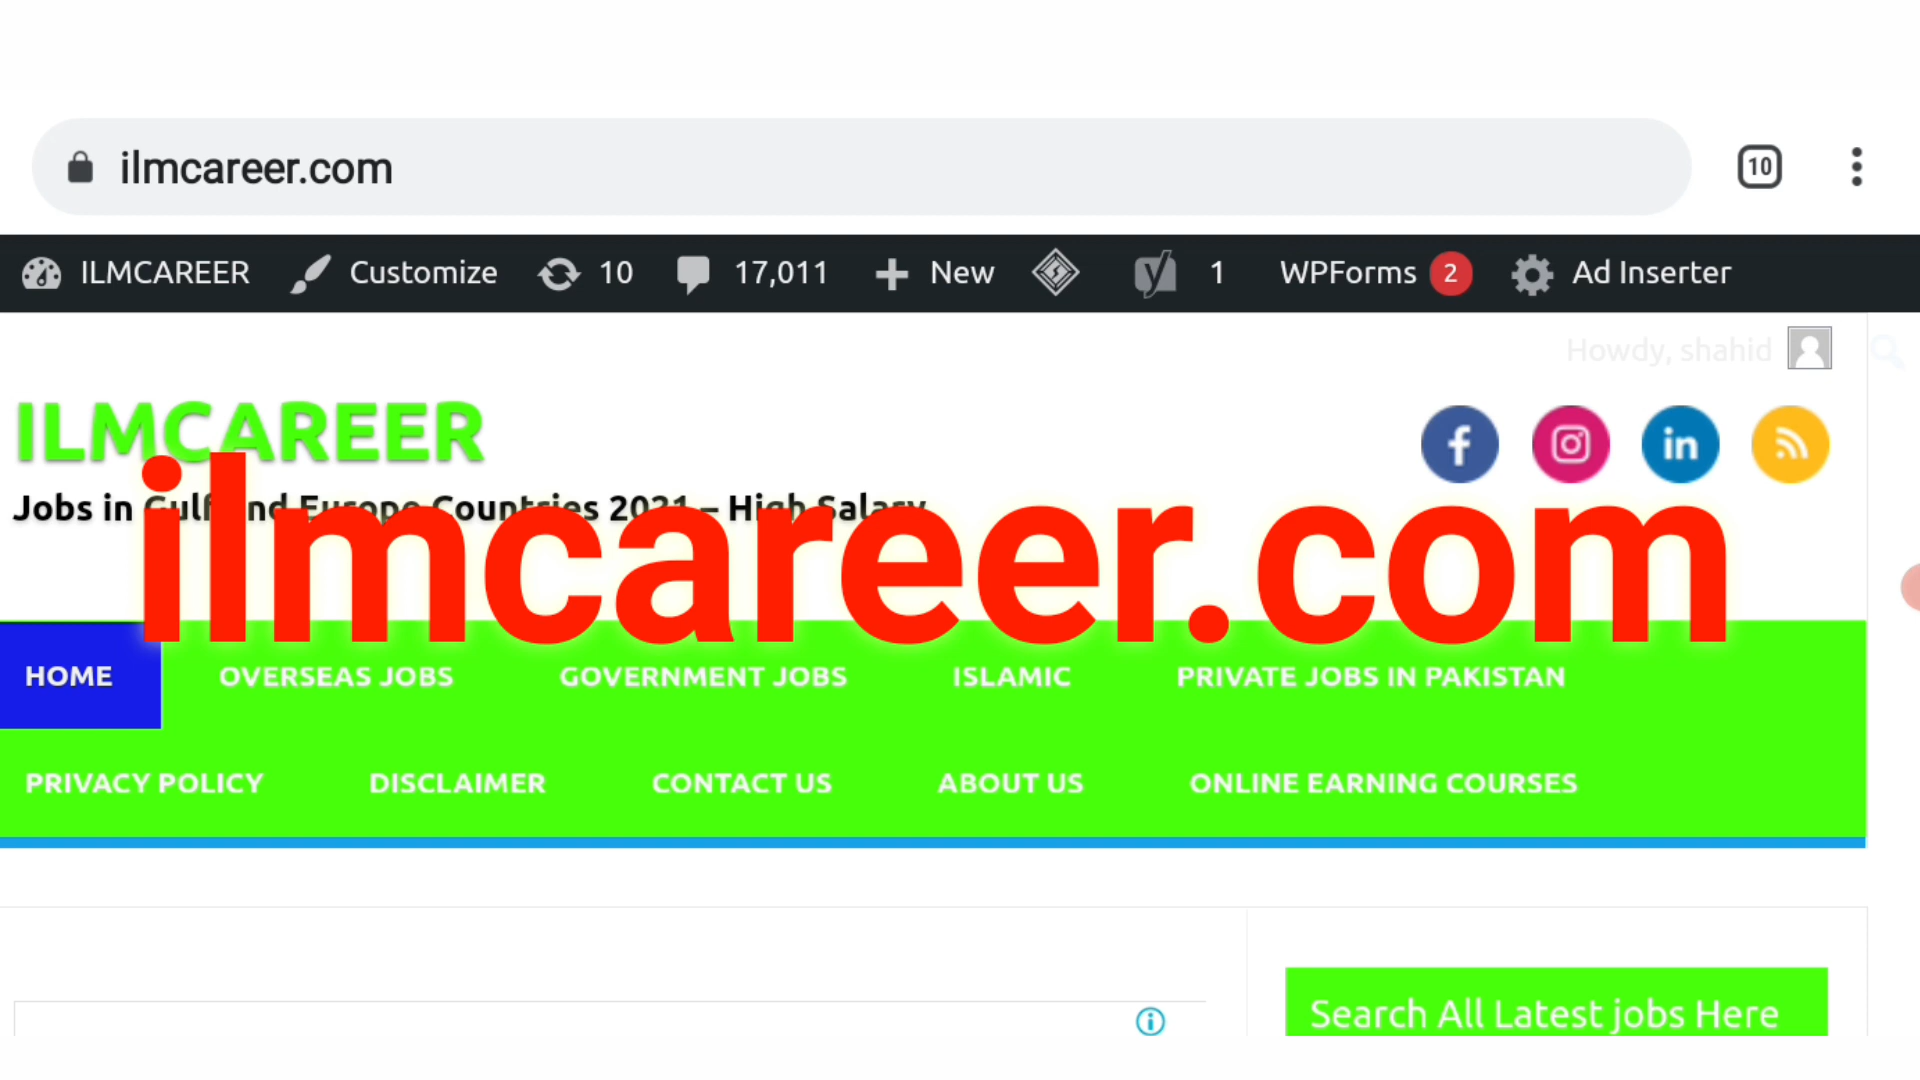 ilmcareer.com
10
ILMCAREER Customize 10 17,011 New 1 WPForms 2 Ad Inserter
Howdy, shahid
ILMCAREER
Jobs in Gulf and Europe Countries 2021 – High Salary
ilmcareer.com
HOME OVERSEAS JOBS GOVERNMENT JOBS ISLAMIC PRIVATE JOBS IN PAKISTAN
PRIVACY POLICY DISCLAIMER CONTACT US ABOUT US ONLINE EARNING COURSES
Search All Latest jobs Here